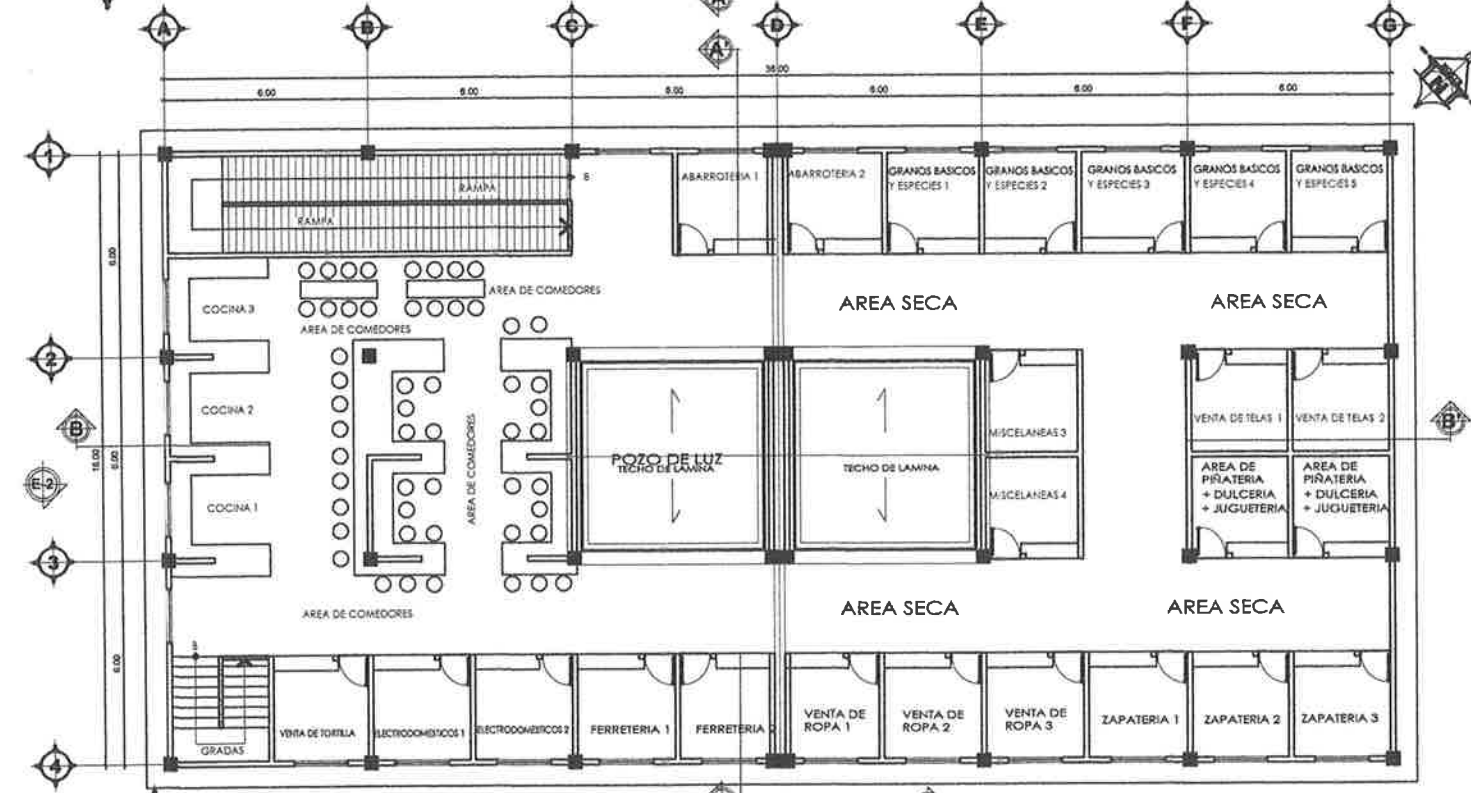 A B C D E F G
A'
36.00
6.00 6.00 6.00 6.00 6.00 6.00
N
1
2
3
4
B
B'
E-2
18.00
6.00
6.00
6.00
RAMPA
RAMPA
S
ABARROTERIA 1
ABARROTERIA 2
GRANOS BASICOS
Y ESPECIES 1
GRANOS BASICOS
Y ESPECIES 2
GRANOS BASICOS
Y ESPECIES 3
GRANOS BASICOS
Y ESPECIES 4
GRANOS BASICOS
Y ESPECIES 5
COCINA 3
AREA DE COMEDORES
AREA DE COMEDORES
AREA SECA
AREA SECA
COCINA 2
AREA DE COMEDORES
POZO DE LUZ
TECHO DE LAMINA
TECHO DE LAMINA
MISCELANEAS 3
MISCELANEAS 4
VENTA DE TELAS 1
VENTA DE TELAS 2
AREA DE
PIÑATERIA
+ DULCERIA
+ JUGUETERIA
AREA DE
PIÑATERIA
+ DULCERIA
+ JUGUETERIA
COCINA 1
AREA DE COMEDORES
AREA SECA
AREA SECA
GRADAS
VENTA DE TORTILLA
ELECTRODOMESTICOS 1
ELECTRODOMESTICOS 2
FERRETERIA 1
FERRETERIA 2
VENTA DE
ROPA 1
VENTA DE
ROPA 2
VENTA DE
ROPA 3
ZAPATERIA 1
ZAPATERIA 2
ZAPATERIA 3